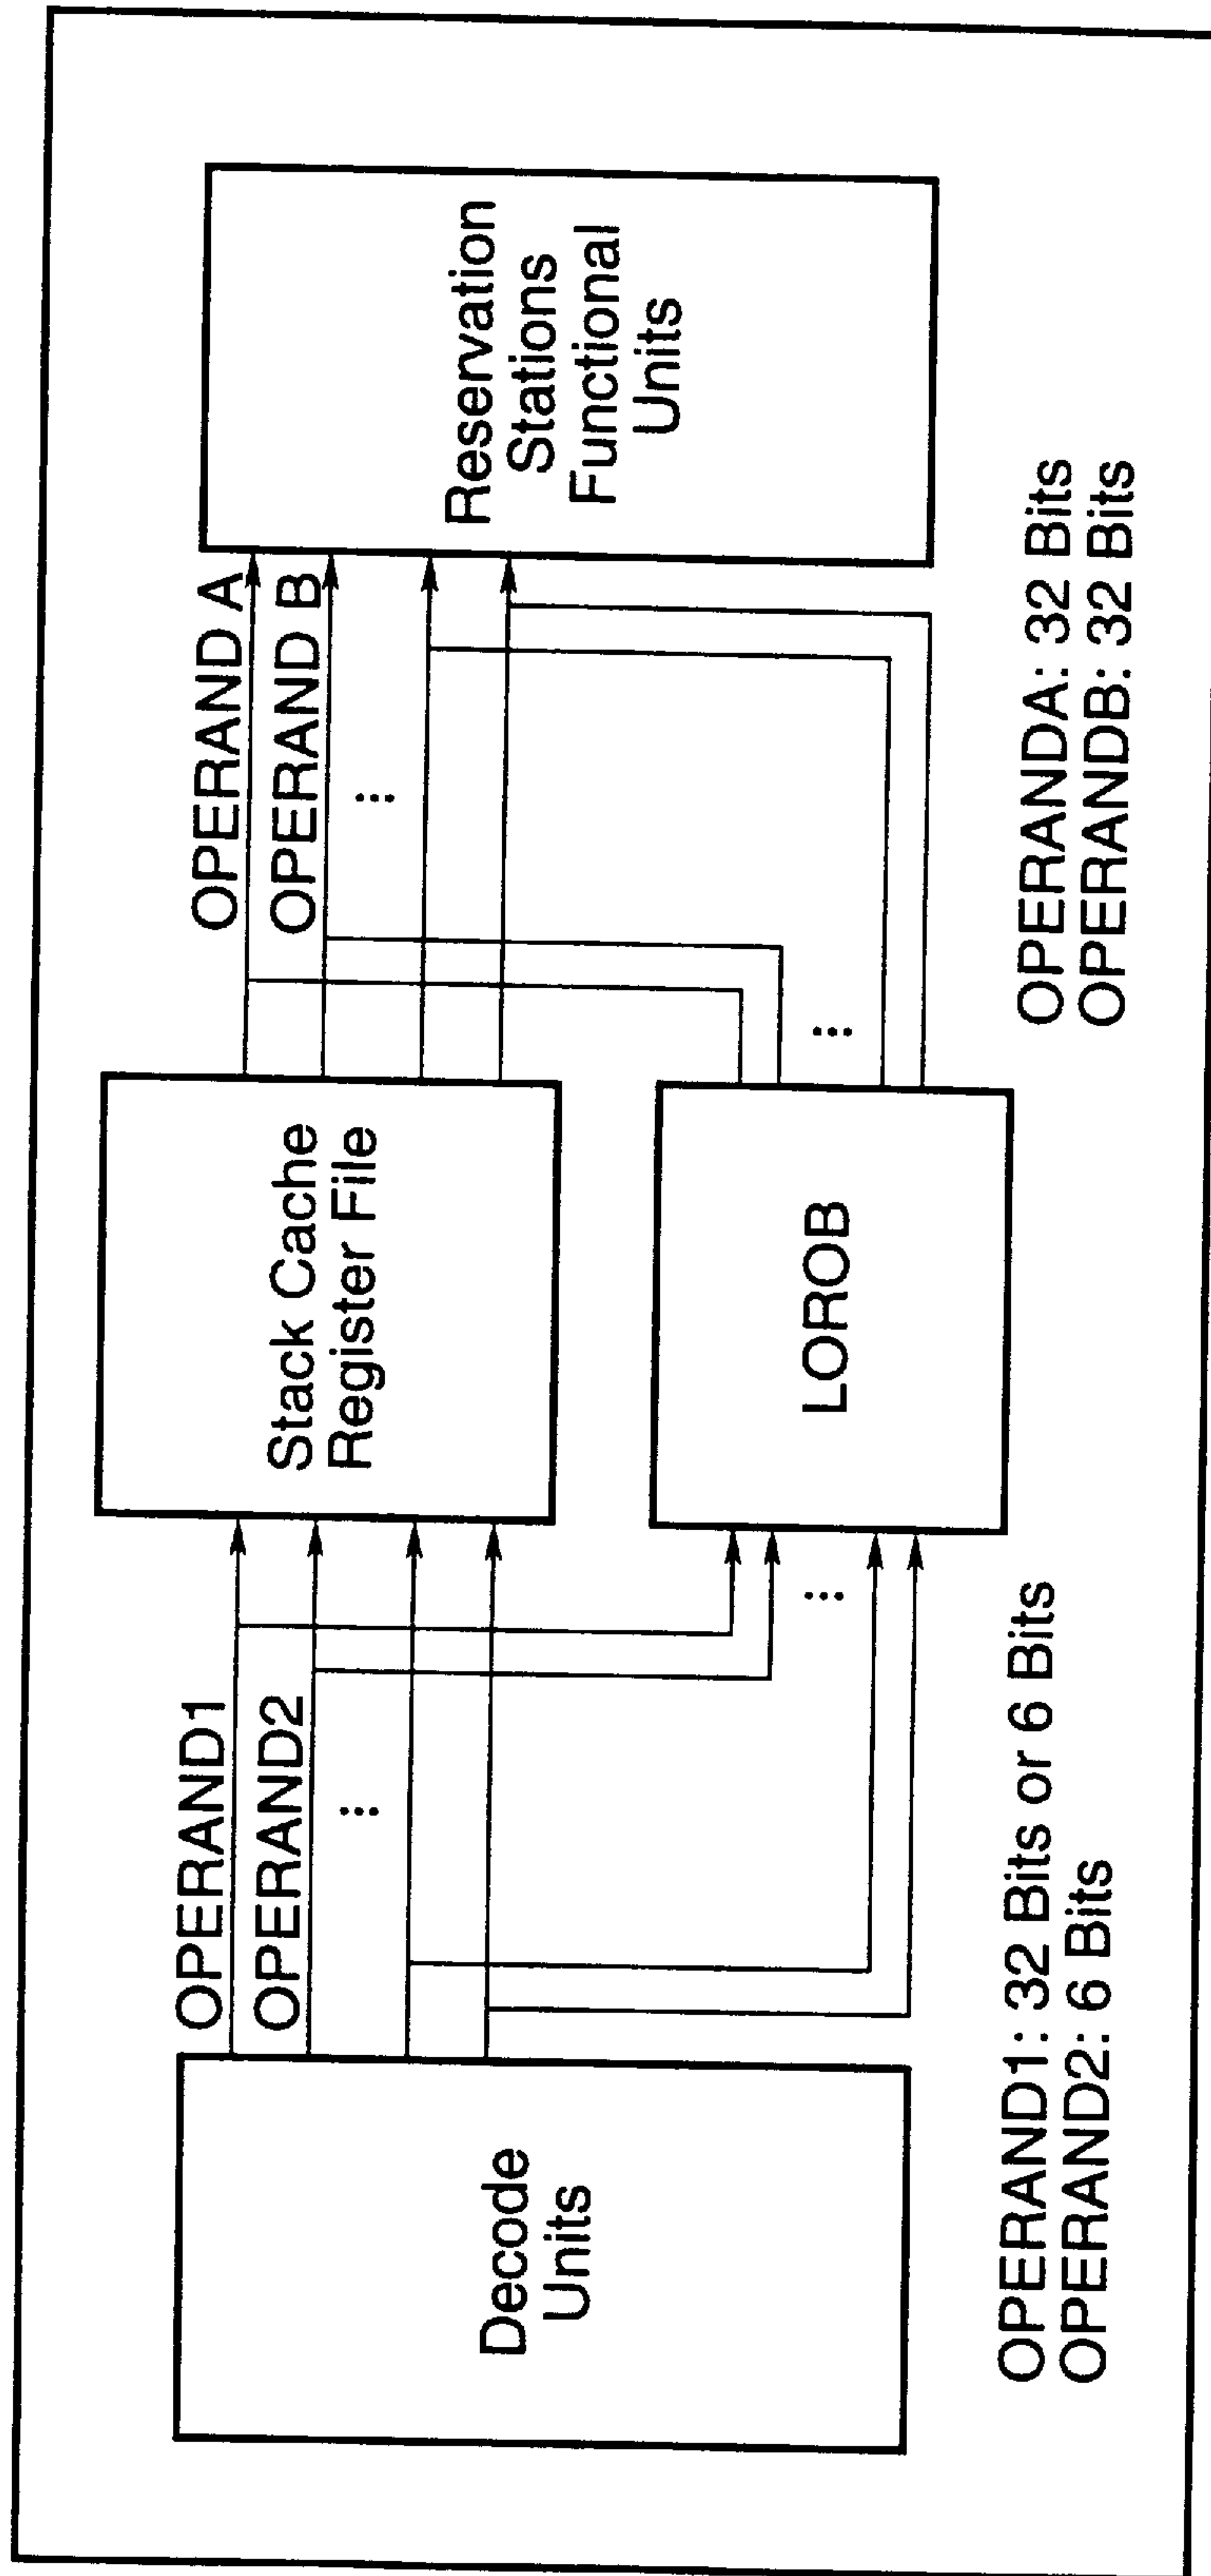 OPERAND1
OPERAND2
...
Decode
Units
Stack Cache
Register File
...
LOROB
...
OPERAND A
OPERAND B
...
Reservation
Stations
Functional
Units
OPERAND1: 32 Bits or 6 Bits
OPERAND2: 6 Bits
OPERANDA: 32 Bits
OPERANDB: 32 Bits